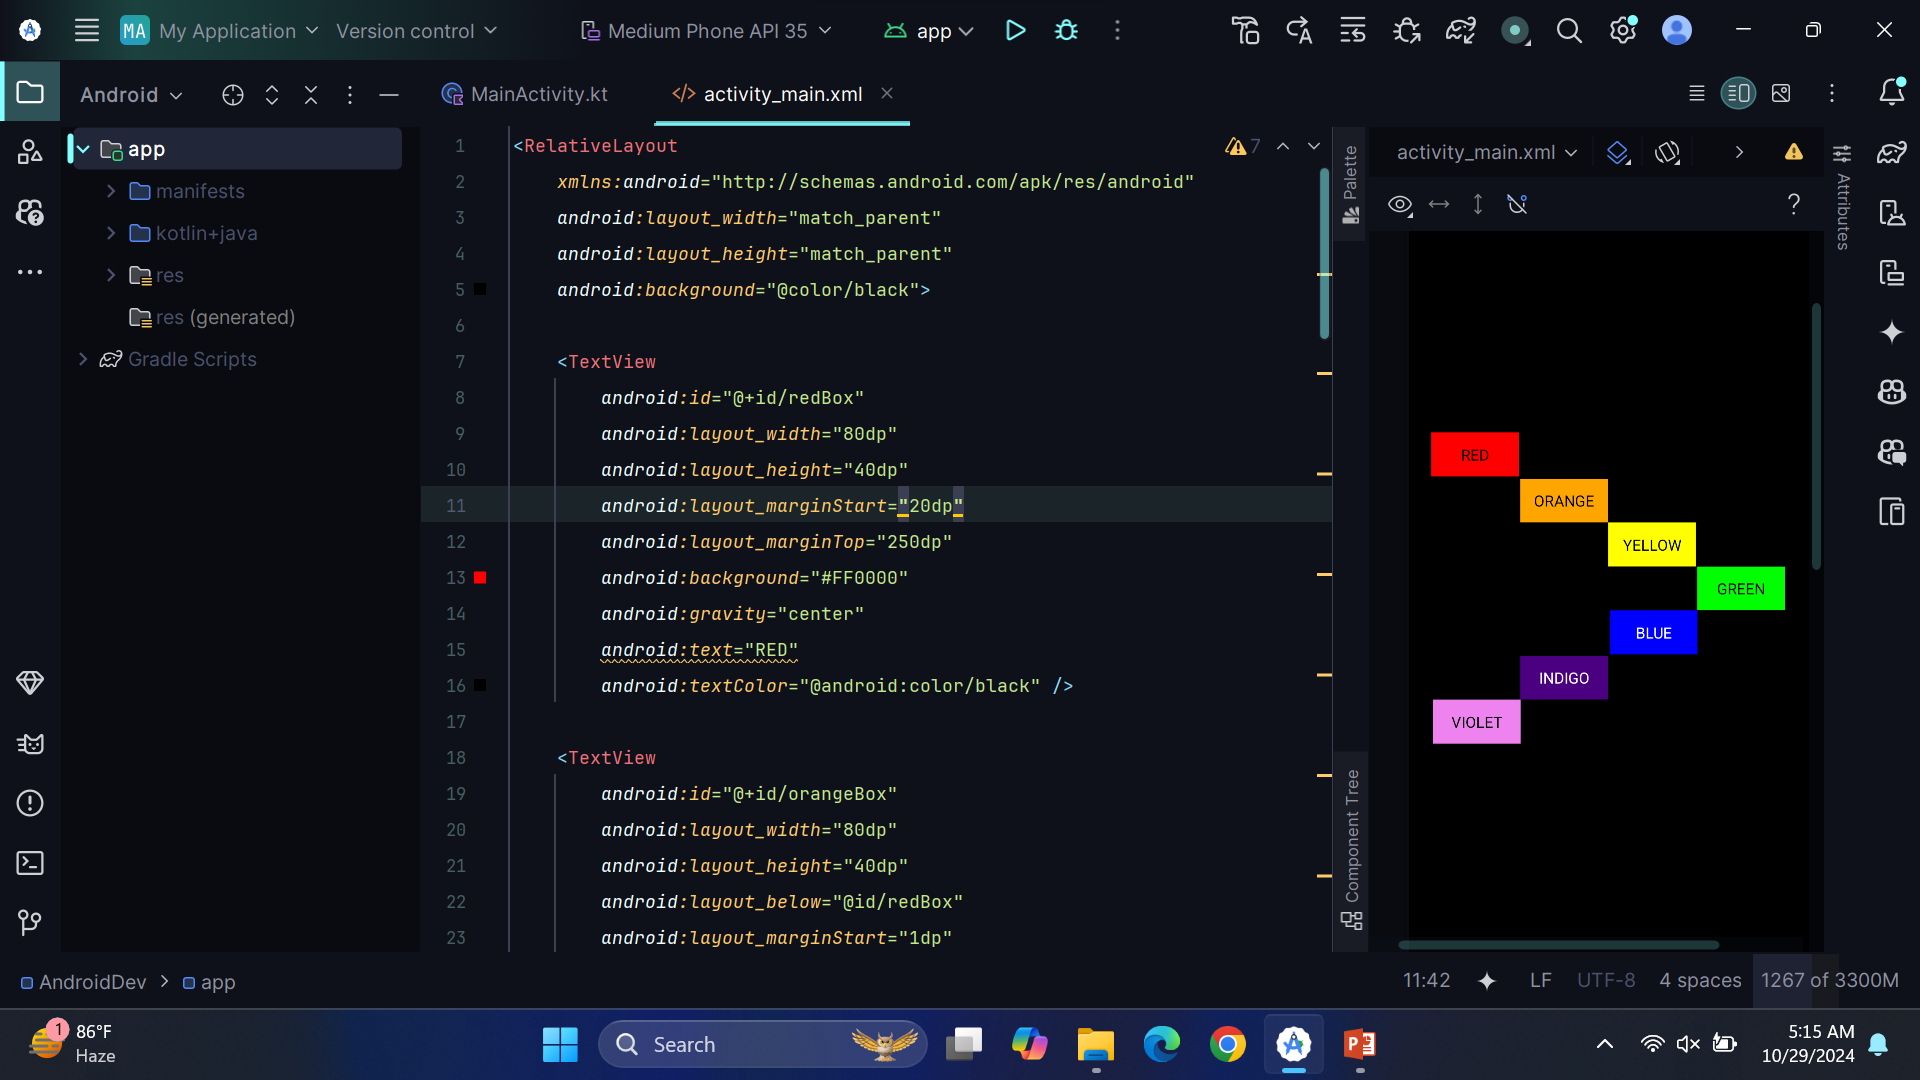 MA My Application Version control Medium Phone API 35 app
Android
MainActivity.kt activity_main.xml
app
manifests
kotlin+java
res
res (generated)
Gradle Scripts
1 <RelativeLayout
2 xmlns:android="http://schemas.android.com/apk/res/android"
3 android:layout_width="match_parent"
4 android:layout_height="match_parent"
5 android:background="@color/black">
6
7 <TextView
8 android:id="@+id/redBox"
9 android:layout_width="80dp"
10 android:layout_height="40dp"
11 android:layout_marginStart="20dp"
12 android:layout_marginTop="250dp"
13 android:background="#FF0000"
14 android:gravity="center"
15 android:text="RED"
16 android:textColor="@android:color/black" />
17
18 <TextView
19 android:id="@+id/orangeBox"
20 android:layout_width="80dp"
21 android:layout_height="40dp"
22 android:layout_below="@id/redBox"
23 android:layout_marginStart="1dp"
7
Palette
Component Tree
activity_main.xml
?
Attributes
RED
ORANGE
YELLOW
GREEN
BLUE
INDIGO
VIOLET
AndroidDev app
11:42 LF UTF-8 4 spaces 1267 of 3300M
1
86°F
Haze
Search
5:15 AM
10/29/2024